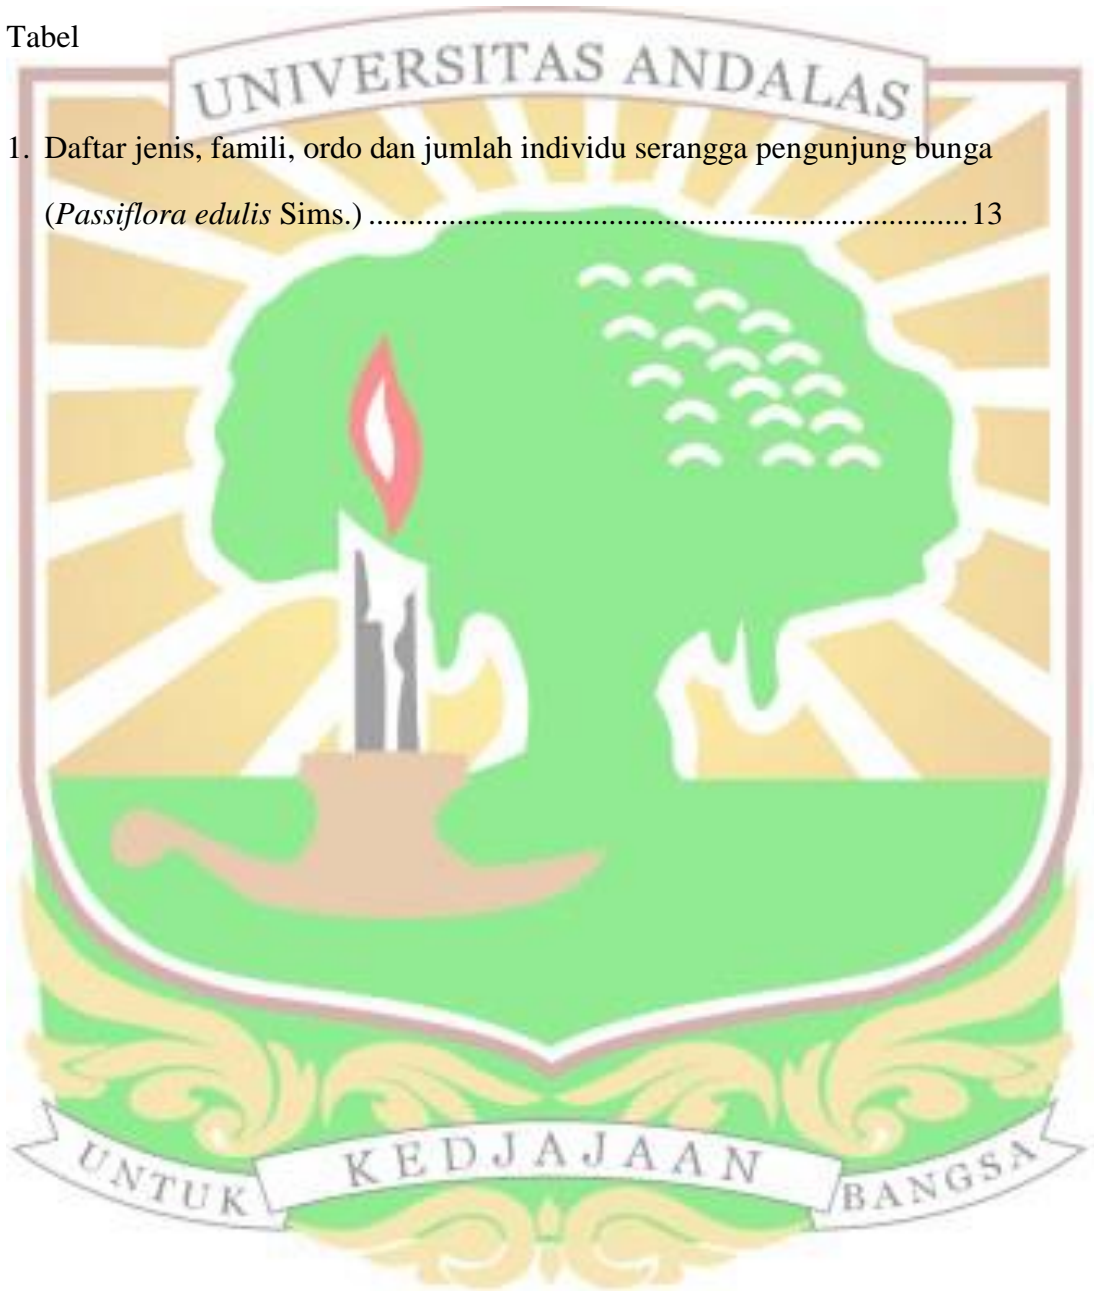 Tabel
UNIVERSITAS ANDALAS
1. Daftar jenis, famili, ordo dan jumlah individu serangga pengunjung bunga
(Passiflora edulis Sims.) ................................................................ 13
UNTUK KEDJAJAAN BANGSA